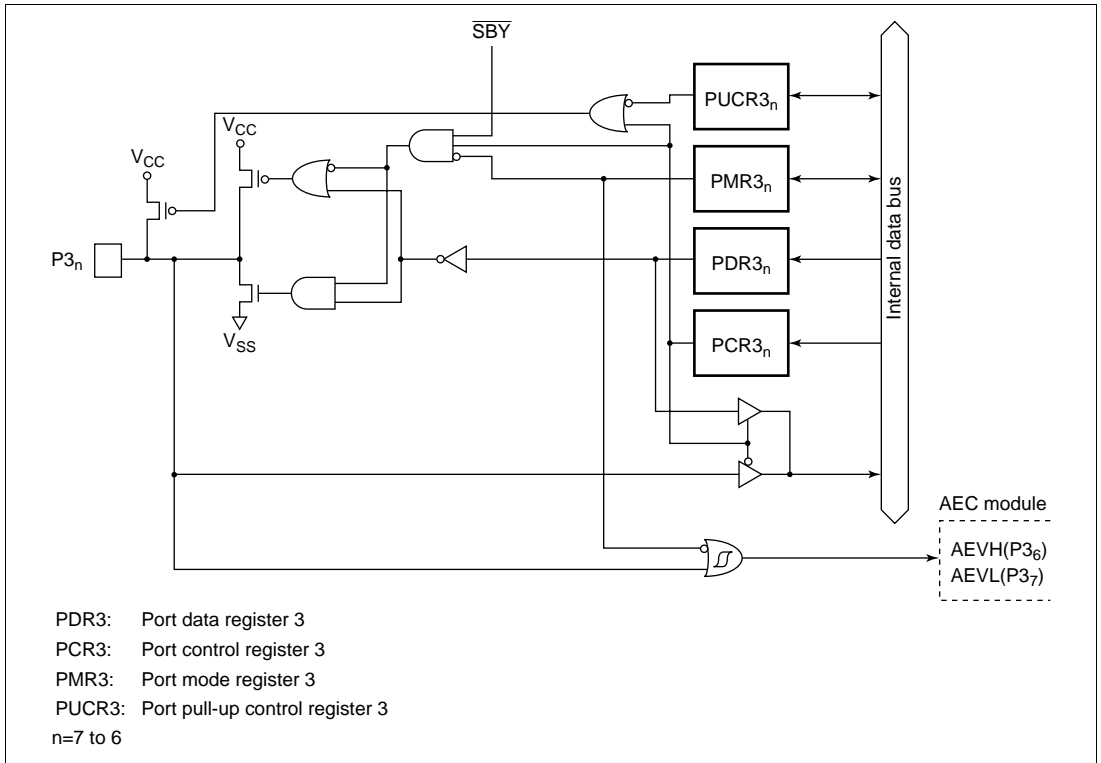 SBY
PUCR3n
VCC
VCC
PMR3n
P3n
PDR3n
VSS
PCR3n
Internal data bus
AEC module
AEVH(P36)
AEVL(P37)
PDR3: Port data register 3
PCR3: Port control register 3
PMR3: Port mode register 3
PUCR3: Port pull-up control register 3
n=7 to 6